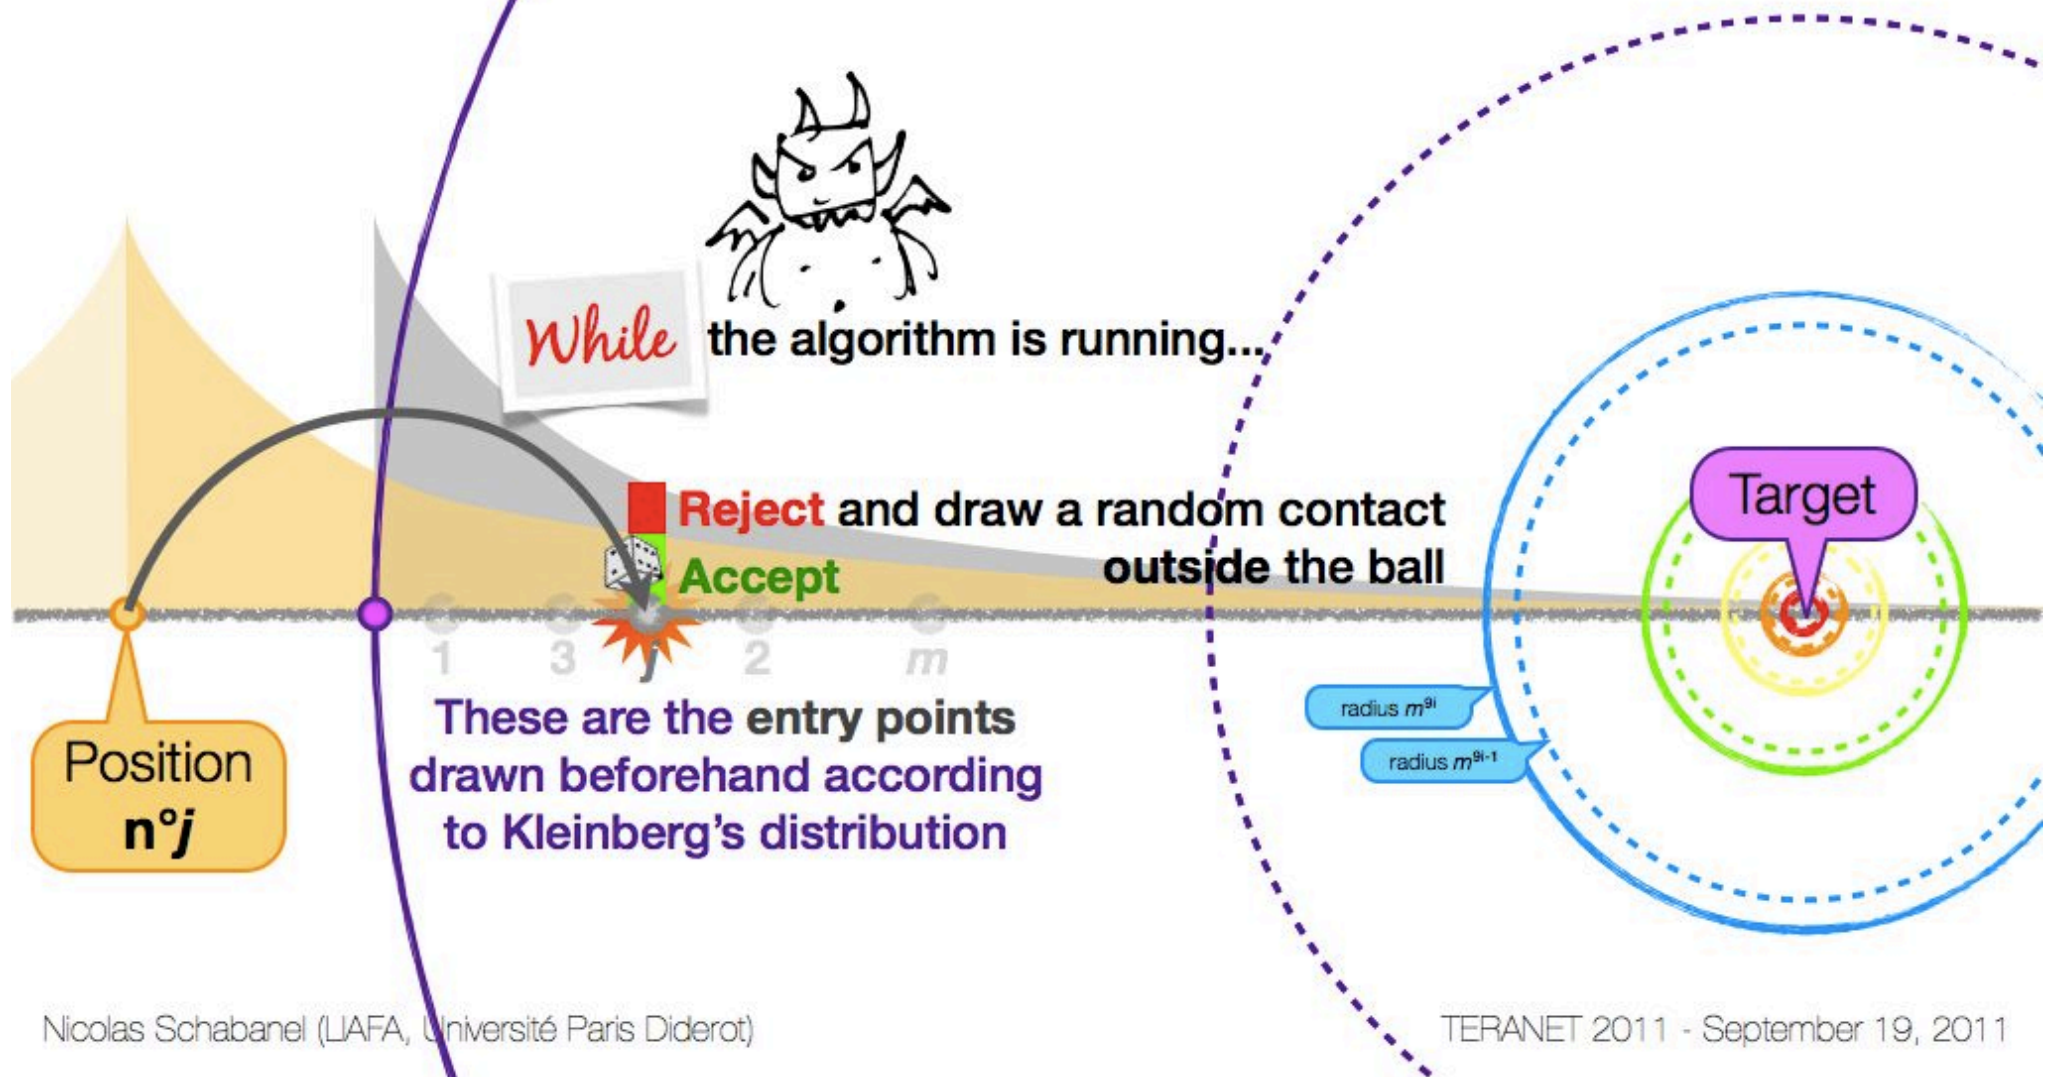 While the algorithm is running...
Target
Reject and draw a random contact
outside the ball
Accept
1 3 j 2 m
radius m⁹ⁱ
radius m⁹ⁱ⁻¹
These are the entry points
drawn beforehand according
to Kleinberg's distribution
Position
n°j
Nicolas Schabanel (LIAFA, Université Paris Diderot)
TERANET 2011 - September 19, 2011